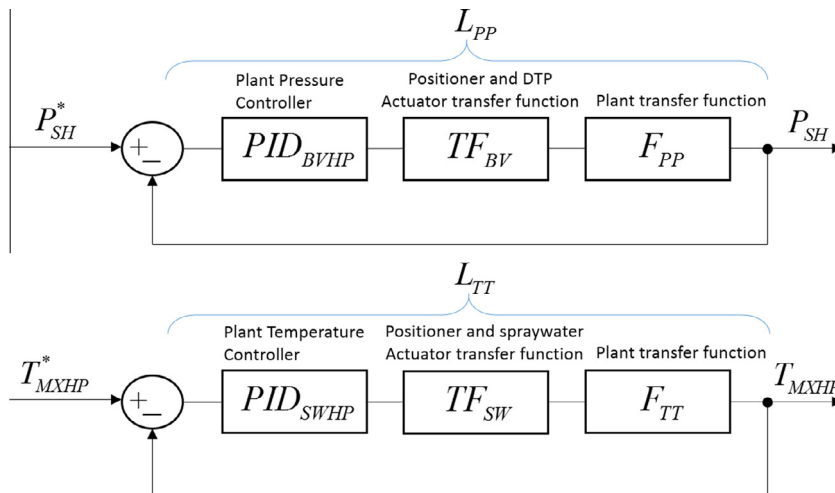 L_PP
Plant Pressure
Controller
Positioner and DTP
Actuator transfer function
Plant transfer function
P*_SH
+
−
PID_BVHP
TF_BV
F_PP
P_SH
L_TT
Plant Temperature
Controller
Positioner and spraywater
Actuator transfer function
Plant transfer function
T*_MXHP
+
−
PID_SWHP
TF_SW
F_TT
T_MXHP